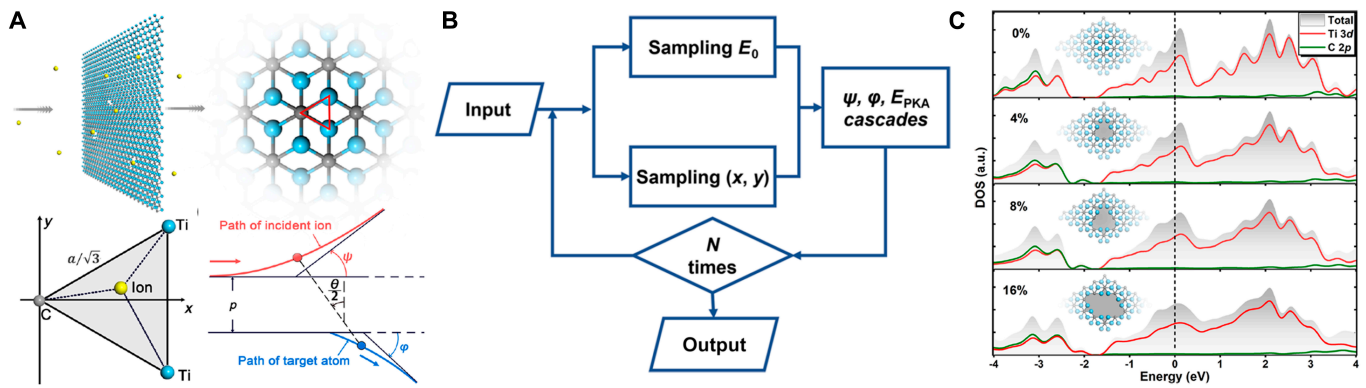 A
y
Ti
a/√3
Ion
C
x
Ti
Path of incident ion
ψ
θ
2
p
Path of target atom
φ
B
Sampling E₀
Input
ψ, φ, E_PKA
cascades
Sampling (x, y)
N
times
Output
C
0%
Total
Ti 3d
C 2p
4%
8%
16%
DOS (a.u.)
-4 -3 -2 -1 0 1 2 3 4
Energy (eV)